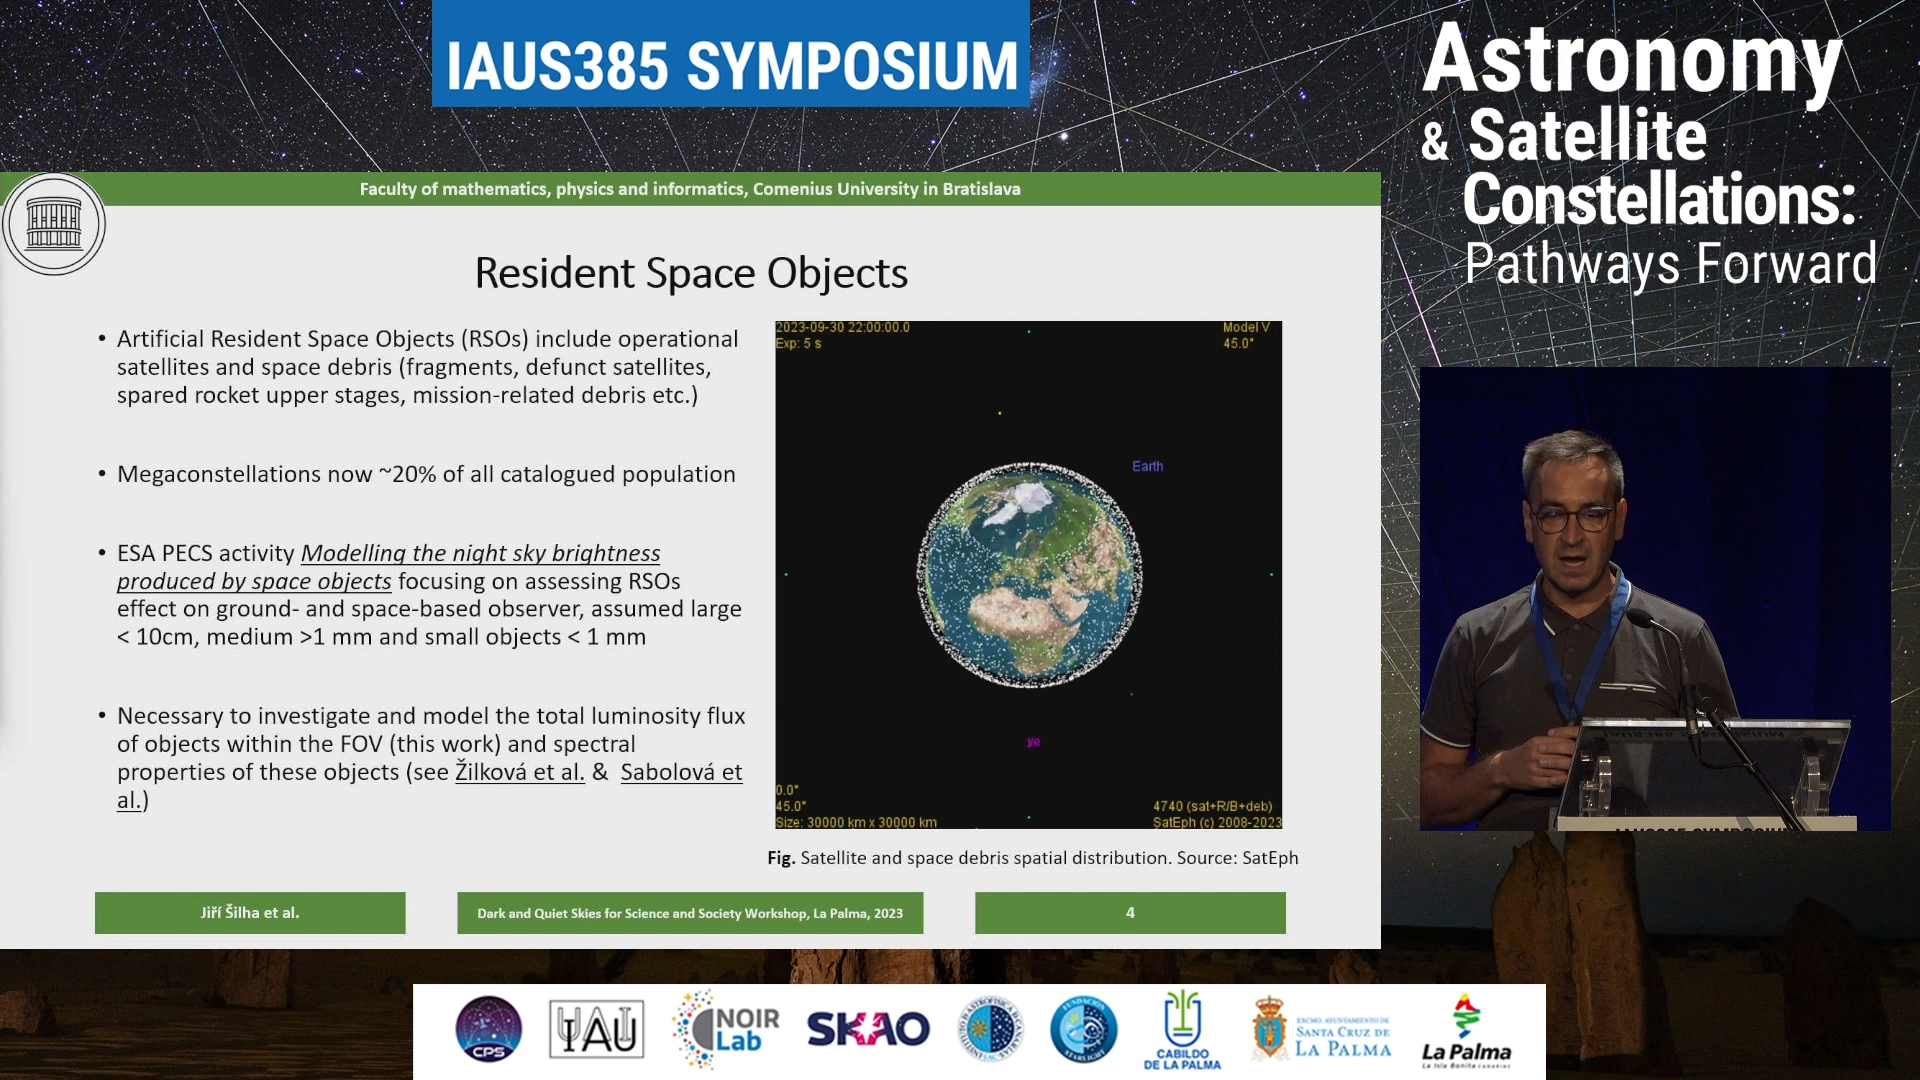 IAUS385 SYMPOSIUM
Astronomy
& Satellite
Constellations:
Pathways Forward
Faculty of mathematics, physics and informatics, Comenius University in Bratislava
Resident Space Objects
• Artificial Resident Space Objects (RSOs) include operational
satellites and space debris (fragments, defunct satellites,
spared rocket upper stages, mission-related debris etc.)
• Megaconstellations now ~20% of all catalogued population
• ESA PECS activity Modelling the night sky brightness
produced by space objects focusing on assessing RSOs
effect on ground- and space-based observer, assumed large
< 10cm, medium >1 mm and small objects < 1 mm
• Necessary to investigate and model the total luminosity flux
of objects within the FOV (this work) and spectral
properties of these objects (see Žilková et al. & Sabolová et
al.)
2023-09-30 22:00:00.0
Exp: 5 s
Model V
45.0°
Earth
ye
0.0°
45.0°
Size: 30000 km x 30000 km
4740 (sat+R/B+deb)
SatEph (c) 2008-2023
Fig. Satellite and space debris spatial distribution. Source: SatEph
Jiří Šilha et al.
Dark and Quiet Skies for Science and Society Workshop, La Palma, 2023
4
CPS
IAU
NOIR
Lab
SKAO
STARLIGHT
CABILDO
DE LA PALMA
EXCMO. AYUNTAMIENTO DE
SANTA CRUZ DE
LA PALMA
La Palma
La Isla Bonita